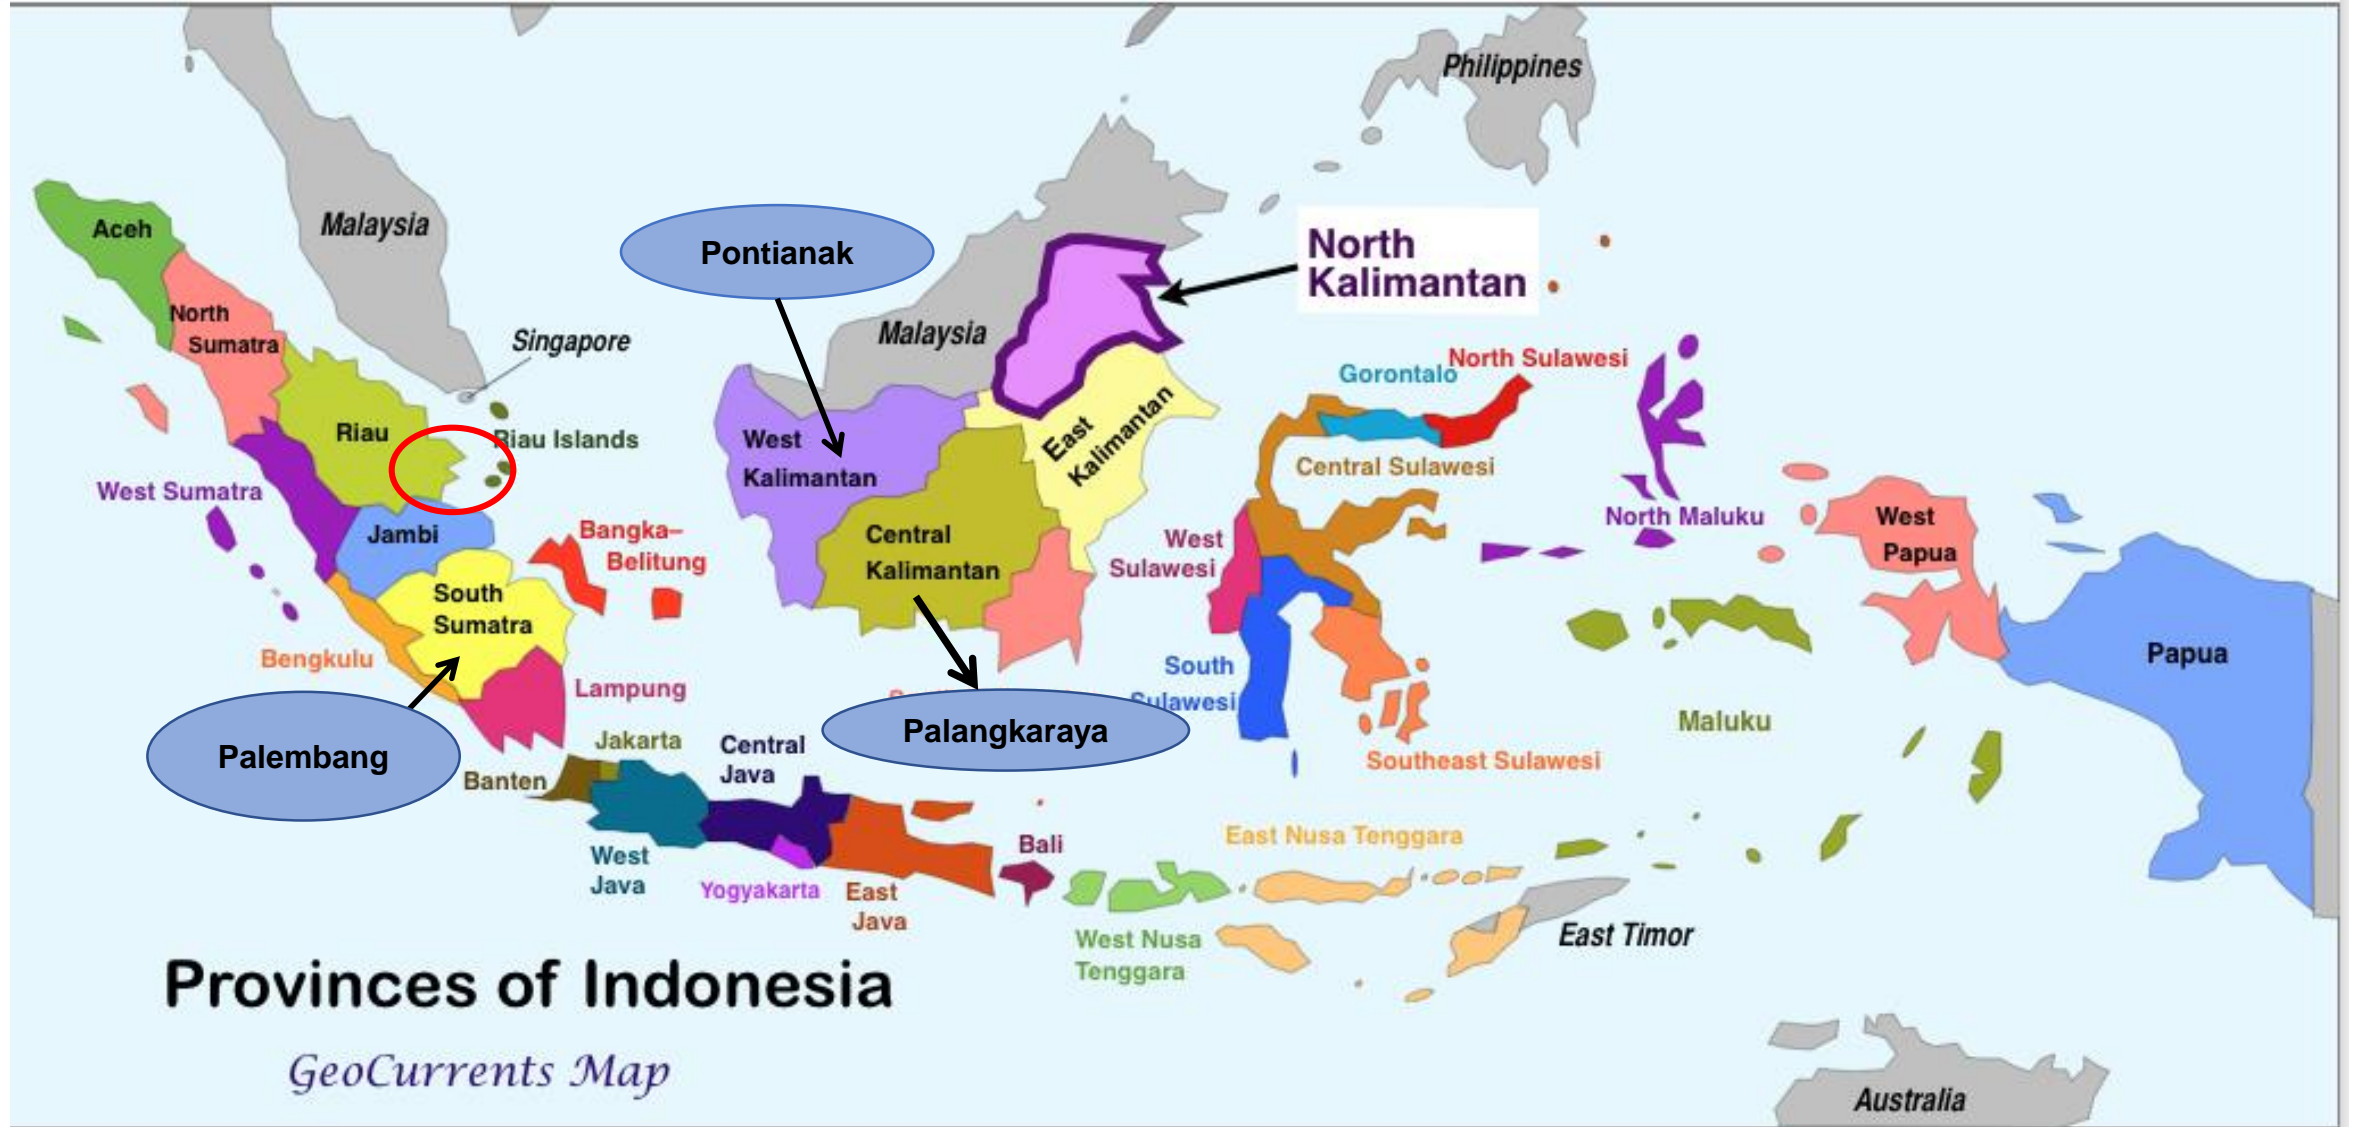 Philippines
Aceh
Malaysia
Pontianak
North
Kalimantan
North
Sumatra
Singapore
Malaysia
North Sulawesi
Gorontalo
Riau
Riau Islands
West
Kalimantan
East
Kalimantan
Central Sulawesi
West Sumatra
Jambi
Bangka–
Belitung
Central
Kalimantan
West
Sulawesi
North Maluku
West
Papua
South
Sumatra
Bengkulu
Lampung
South
Sulawesi
Papua
Palembang
Palangkaraya
Maluku
Jakarta
Central
Java
Banten
Southeast Sulawesi
West
Java
Yogyakarta
East
Java
Bali
East Nusa Tenggara
West Nusa
Tenggara
East Timor
Provinces of Indonesia
GeoCurrents Map
Australia